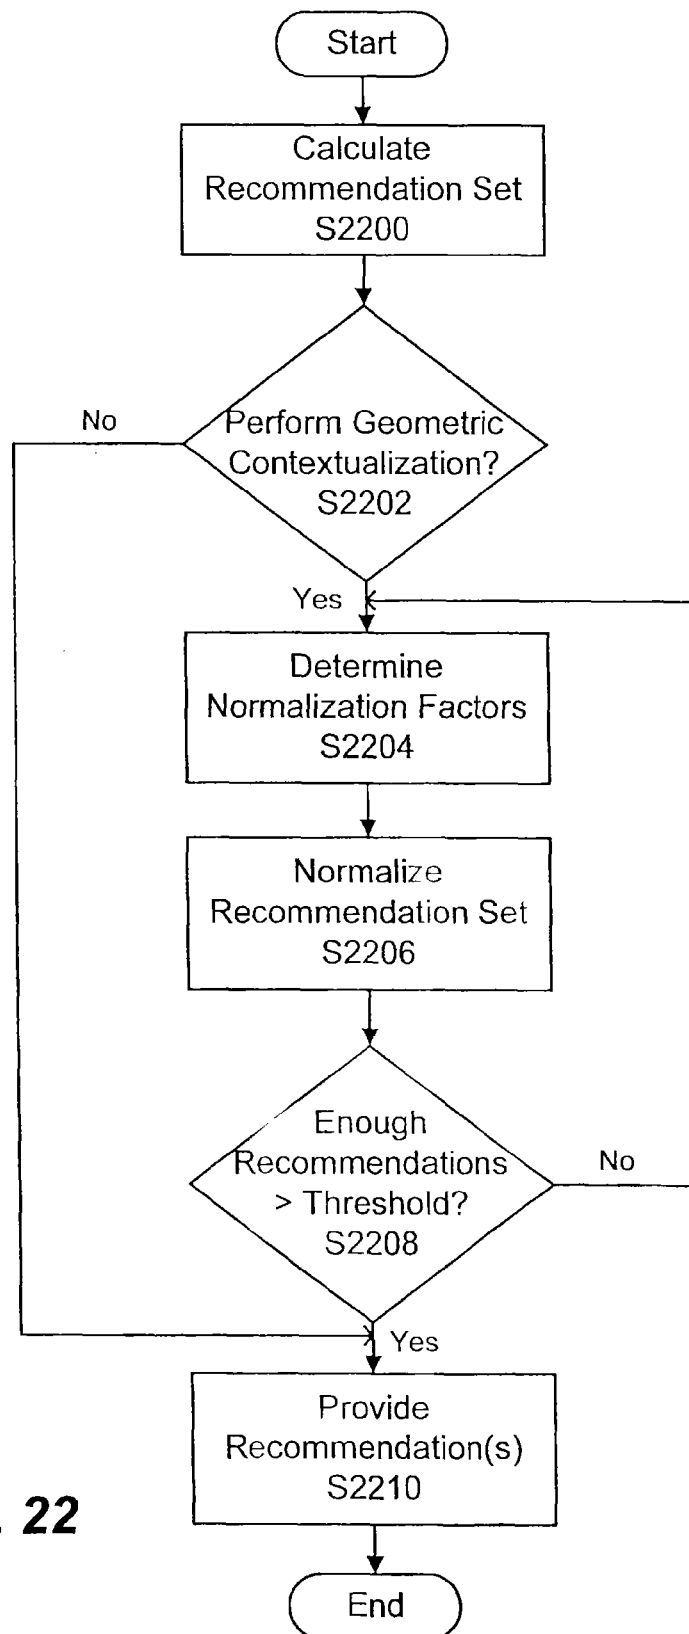 Start
Calculate
Recommendation Set
S2200
No
Perform Geometric
Contextualization?
S2202
Yes
Determine
Normalization Factors
S2204
Normalize
Recommendation Set
S2206
Enough
Recommendations
> Threshold?
S2208
No
Yes
Provide
Recommendation(s)
S2210
. 22
End